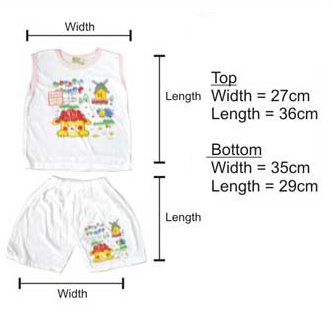 Width
Length
Top
Width = 27cm
Length = 36cm
Bottom
Width = 35cm
Length = 29cm
Length
Width